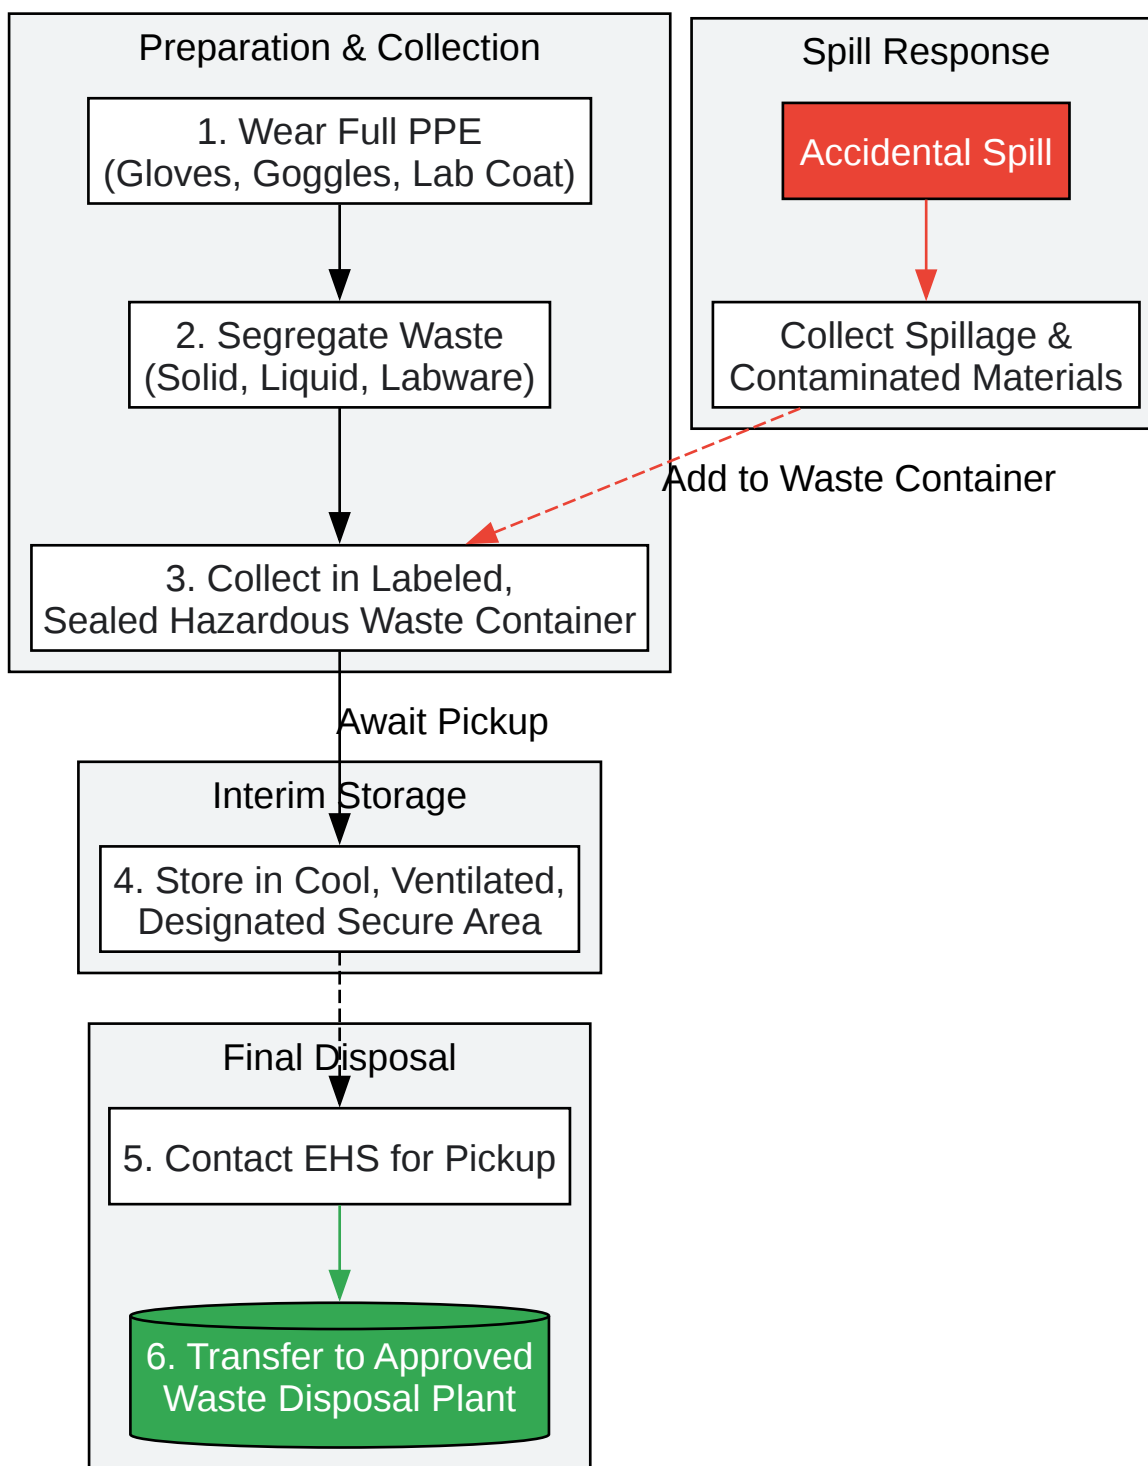 Preparation & Collection
1. Wear Full PPE
(Gloves, Goggles, Lab Coat)
2. Segregate Waste
(Solid, Liquid, Labware)
3. Collect in Labeled,
Sealed Hazardous Waste Container
Spill Response
Accidental Spill
Collect Spillage &
Contaminated Materials
Add to Waste Container
Await Pickup
Interim Storage
4. Store in Cool, Ventilated,
Designated Secure Area
Final Disposal
5. Contact EHS for Pickup
6. Transfer to Approved
Waste Disposal Plant